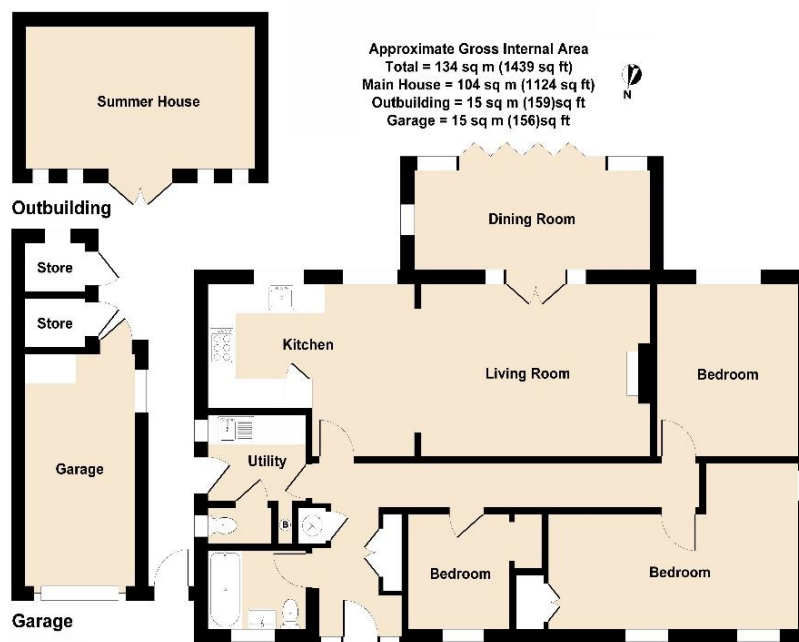 Approximate Gross Internal Area
Total = 134 sq m (1439 sq ft)
Main House = 104 sq m (1124 sq ft)
Outbuilding = 15 sq m (159)sq ft
Garage = 15 sq m (156)sq ft
N
Summer House
Outbuilding
Store
Store
Garage
Garage
Dining Room
Kitchen
Living Room
Bedroom
Utility
B
Bedroom
Bedroom